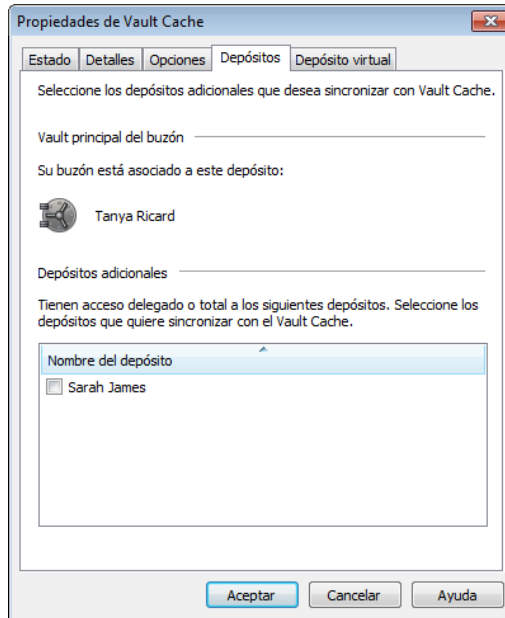 Propiedades de Vault Cache
Estado Detalles Opciones Depósitos Depósito virtual
Seleccione los depósitos adicionales que desea sincronizar con Vault Cache.
Vault principal del buzón
Su buzón está asociado a este depósito:
Tanya Ricard
Depósitos adicionales
Tienen acceso delegado o total a los siguientes depósitos. Seleccione los
depósitos que quiere sincronizar con el Vault Cache.
Nombre del depósito
Sarah James
Aceptar Cancelar Ayuda